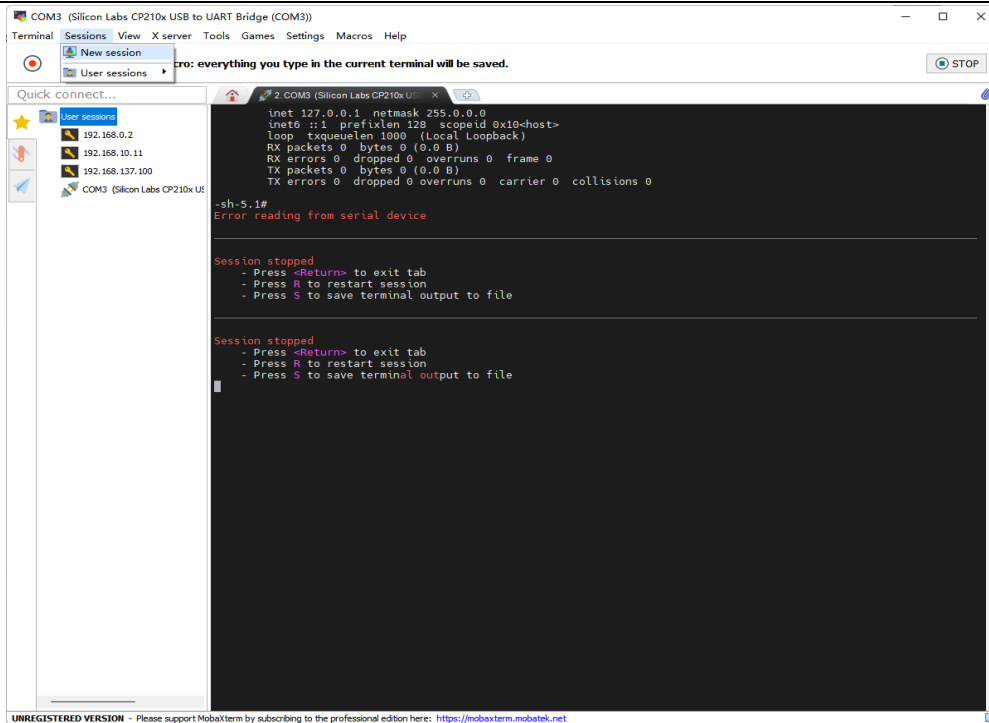 COM3 (Silicon Labs CP210x USB to UART Bridge (COM3))
Terminal Sessions View X server Tools Games Settings Macros Help
New session
User sessions
cro: everything you type in the current terminal will be saved.
STOP
Quick connect...
2. COM3 (Silicon Labs CP210x US
User sessions
192.168.0.2
192.168.10.11
192.168.137.100
COM3 (Silicon Labs CP210x US
inet 127.0.0.1 netmask 255.0.0.0
inet6 ::1 prefixlen 128 scopeid 0x10<host>
loop txqueuelen 1000 (Local Loopback)
RX packets 0 bytes 0 (0.0 B)
RX errors 0 dropped 0 overruns 0 frame 0
TX packets 0 bytes 0 (0.0 B)
TX errors 0 dropped 0 overruns 0 carrier 0 collisions 0
-sh-5.1#
Error reading from serial device
Session stopped
- Press <Return> to exit tab
- Press R to restart session
- Press S to save terminal output to file
Session stopped
- Press <Return> to exit tab
- Press R to restart session
- Press S to save terminal output to file
UNREGISTERED VERSION - Please support MobaXterm by subscribing to the professional edition here: https://mobaxterm.mobatek.net